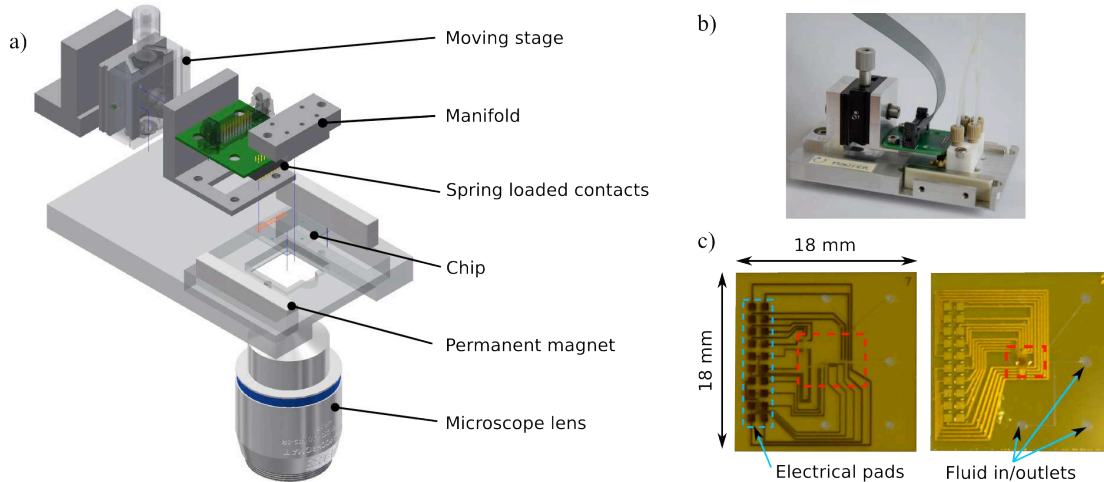 a)
Moving stage
Manifold
Spring loaded contacts
Chip
Permanent magnet
Microscope lens
b)
c)
18 mm
18 mm
7
Electrical pads
Fluid in/outlets